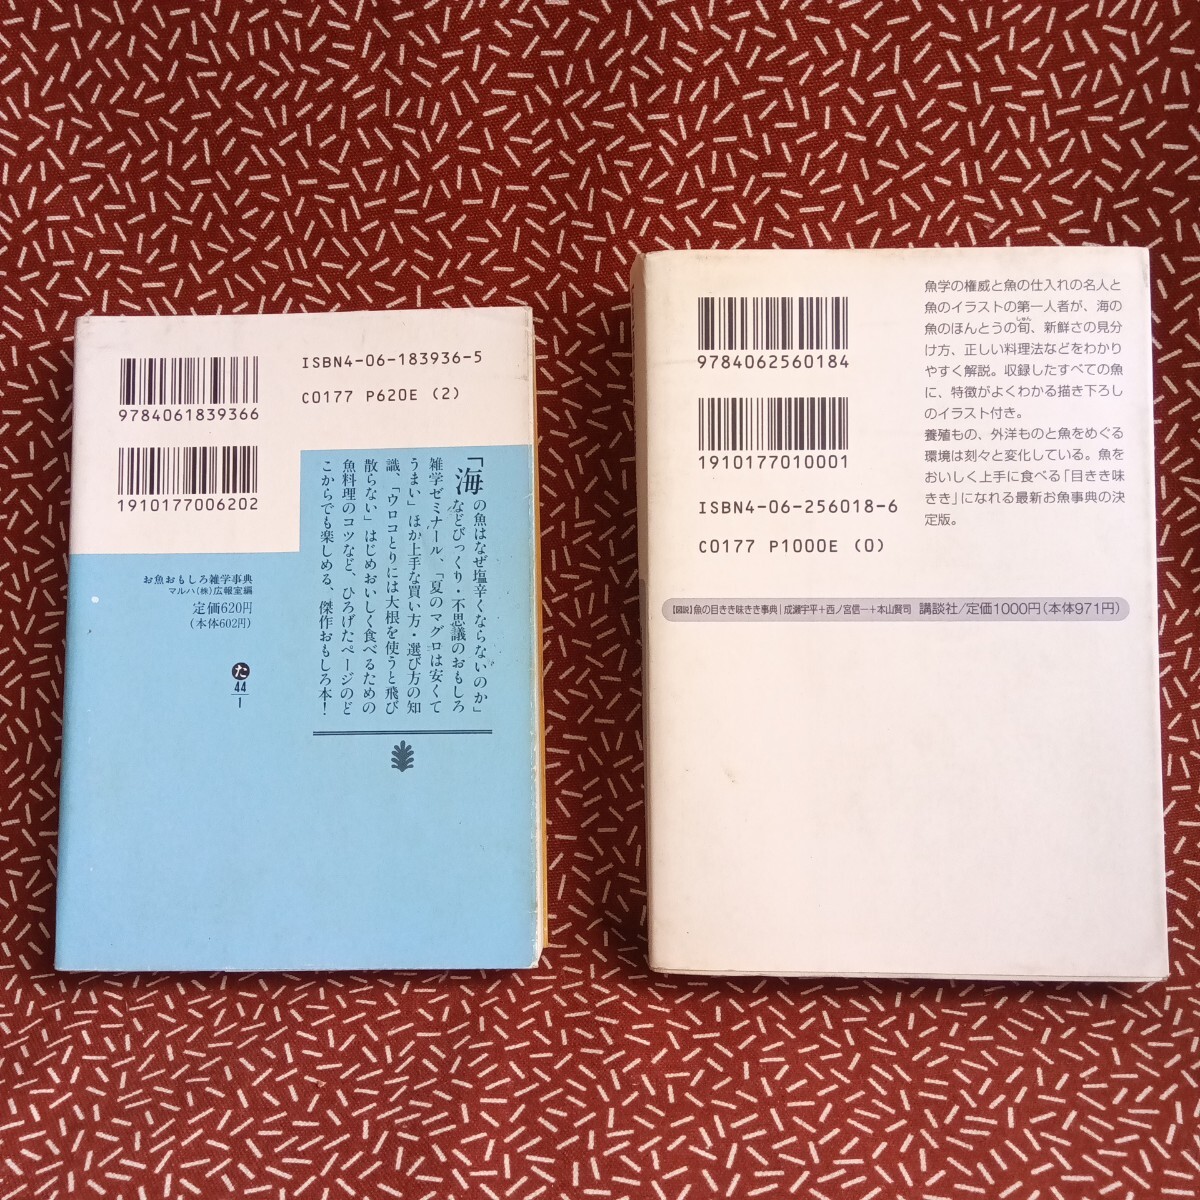 9784061839366
1910177006202
ISBN4-06-183936-5
C0177 P620E (2)
「海の魚はなぜ塩辛くならないのか」
などびっくり・不思議のおもしろ
雑学ゼミナール、「夏のマグロは安くて
うまい」ほか上手な買い方・選び方の知
識、「ウロコとりには大根を使うと飛び
散らない」はじめおいしく食べるための
魚料理のコツなど、ひろげたページのど
こからでも楽しめる、傑作おもしろ本!
お魚おもしろ雑学事典
マルハ(株)広報室編
定価620円
(本体602円)
た
44
1
9784062560184
1910177010001
ISBN4-06-256018-6
C0177 P1000E (0)
魚学の権威と魚の仕入れの名人と
魚のイラストの第一人者が、海の
しゅん
魚のほんとうの旬、新鮮さの見分
け方、正しい料理法などをわかり
やすく解説。収録したすべての魚
に、特徴がよくわかる描き下ろし
のイラスト付き。
養殖もの、外洋ものと魚をめぐる
環境は刻々と変化している。魚を
おいしく上手に食べる「目きき味
きき」になれる最新お魚事典の決
定版。
【図説】魚の目きき味きき事典|成瀬宇平+西ノ宮信一+本山賢司 講談社/定価1000円(本体971円)